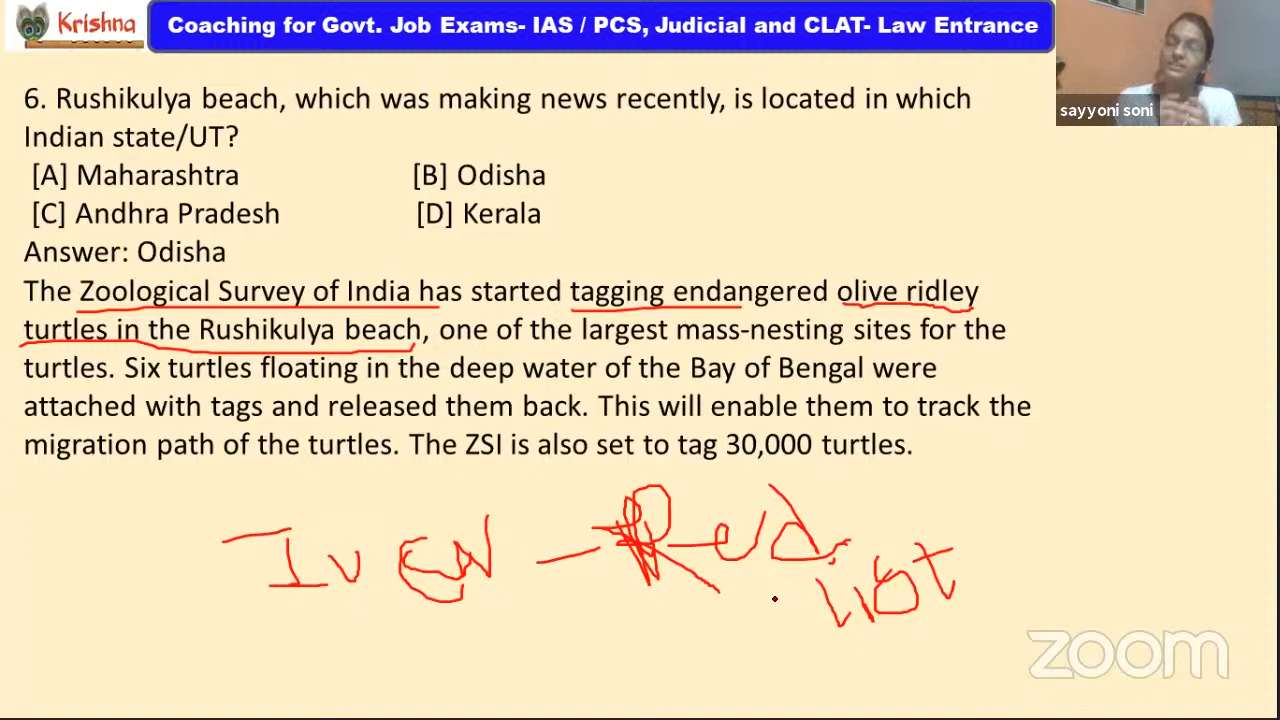 Krishna
Coaching for Govt. Job Exams- IAS / PCS, Judicial and CLAT- Law Entrance
sayyoni soni
6. Rushikulya beach, which was making news recently, is located in which
Indian state/UT?
[A] Maharashtra [B] Odisha
[C] Andhra Pradesh [D] Kerala
Answer: Odisha
The Zoological Survey of India has started tagging endangered olive ridley
turtles in the Rushikulya beach, one of the largest mass-nesting sites for the
turtles. Six turtles floating in the deep water of the Bay of Bengal were
attached with tags and released them back. This will enable them to track the
migration path of the turtles. The ZSI is also set to tag 30,000 turtles.
Red
list
zoom